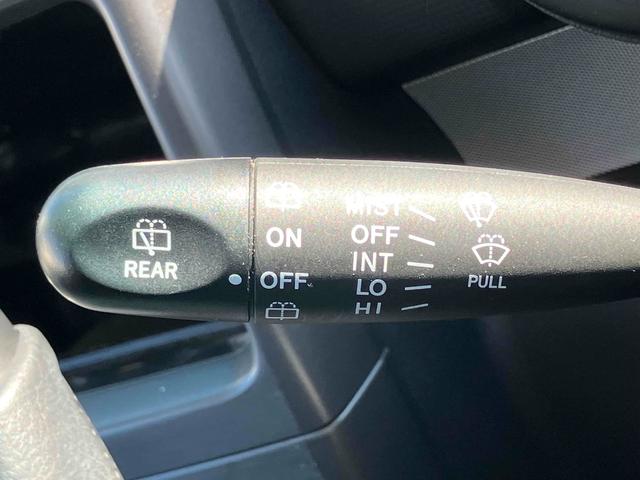 REAR
ON
OFF
MIST
OFF
INT
LO
HI
PULL